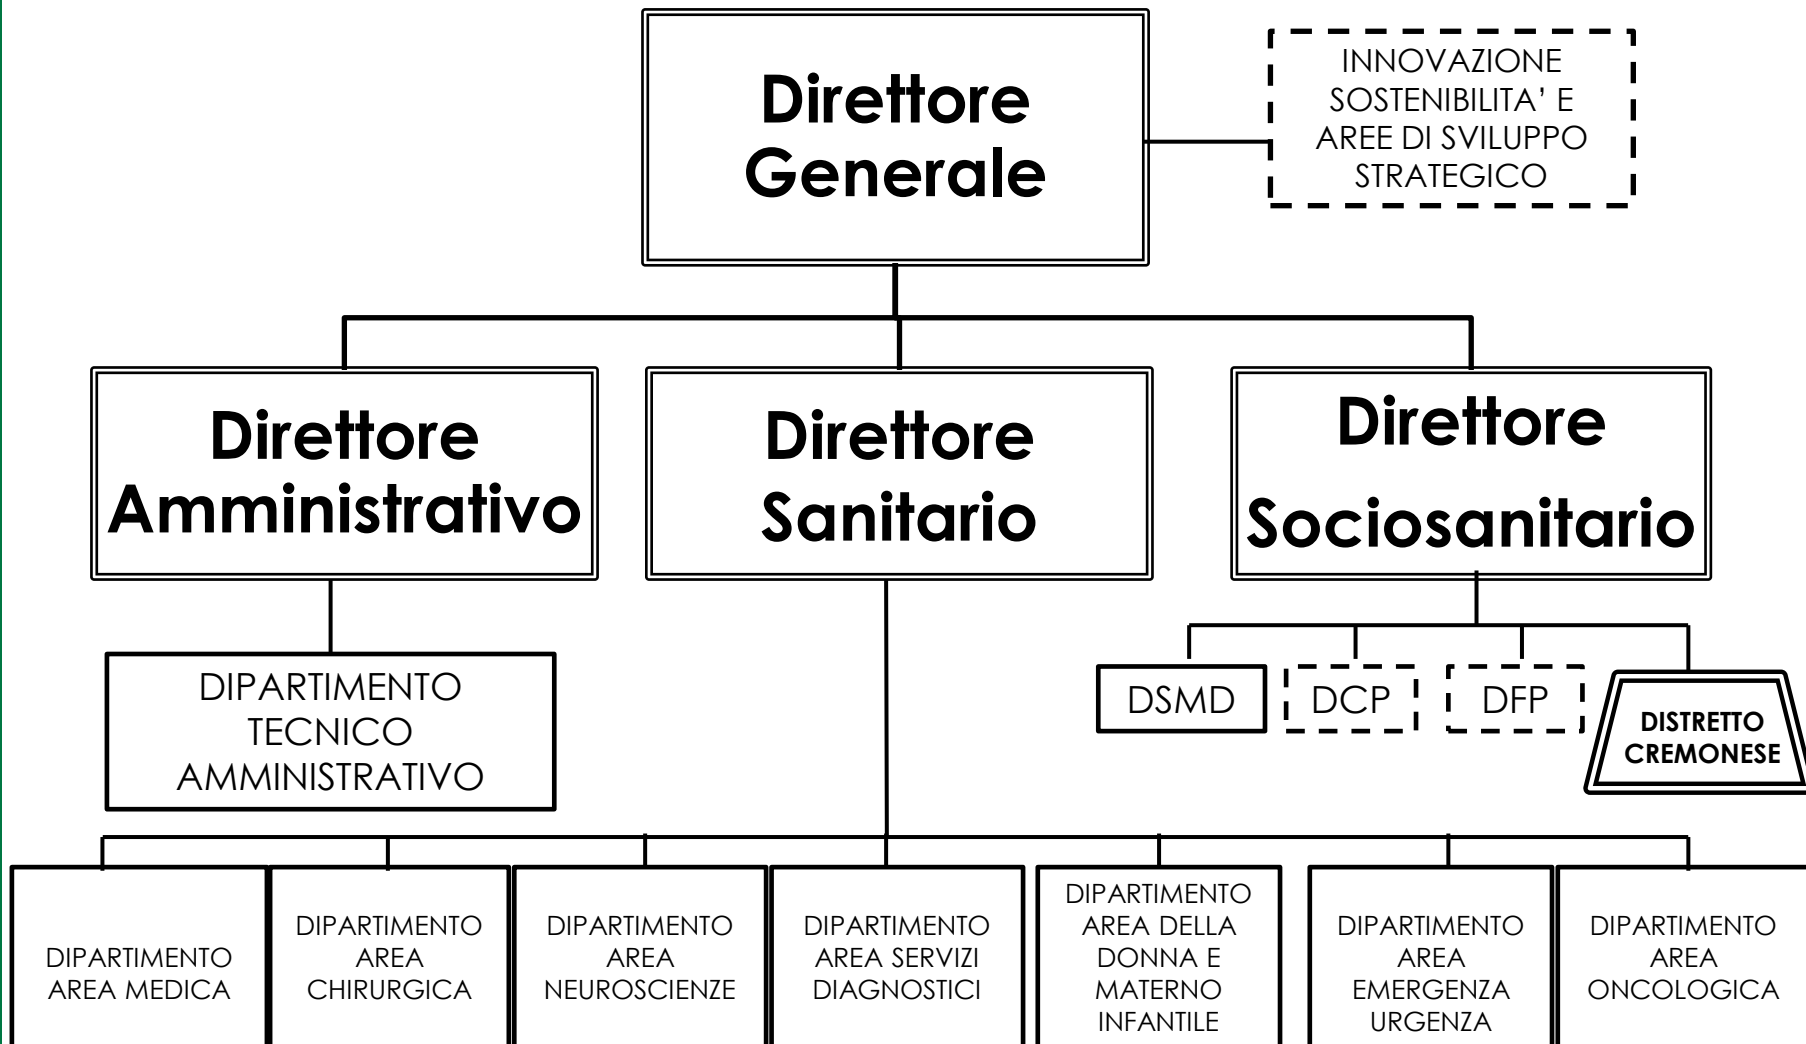 Direttore
Generale
INNOVAZIONE
SOSTENIBILITA' E
AREE DI SVILUPPO
STRATEGICO
Direttore
Amministrativo
Direttore
Sanitario
Direttore
Sociosanitario
DIPARTIMENTO
TECNICO
AMMINISTRATIVO
DSMD
DCP
DFP
DISTRETTO
CREMONESE
DIPARTIMENTO
AREA MEDICA
DIPARTIMENTO
AREA
CHIRURGICA
DIPARTIMENTO
AREA
NEUROSCIENZE
DIPARTIMENTO
AREA SERVIZI
DIAGNOSTICI
DIPARTIMENTO
AREA DELLA
DONNA E
MATERNO
INFANTILE
DIPARTIMENTO
AREA
EMERGENZA
URGENZA
DIPARTIMENTO
AREA
ONCOLOGICA